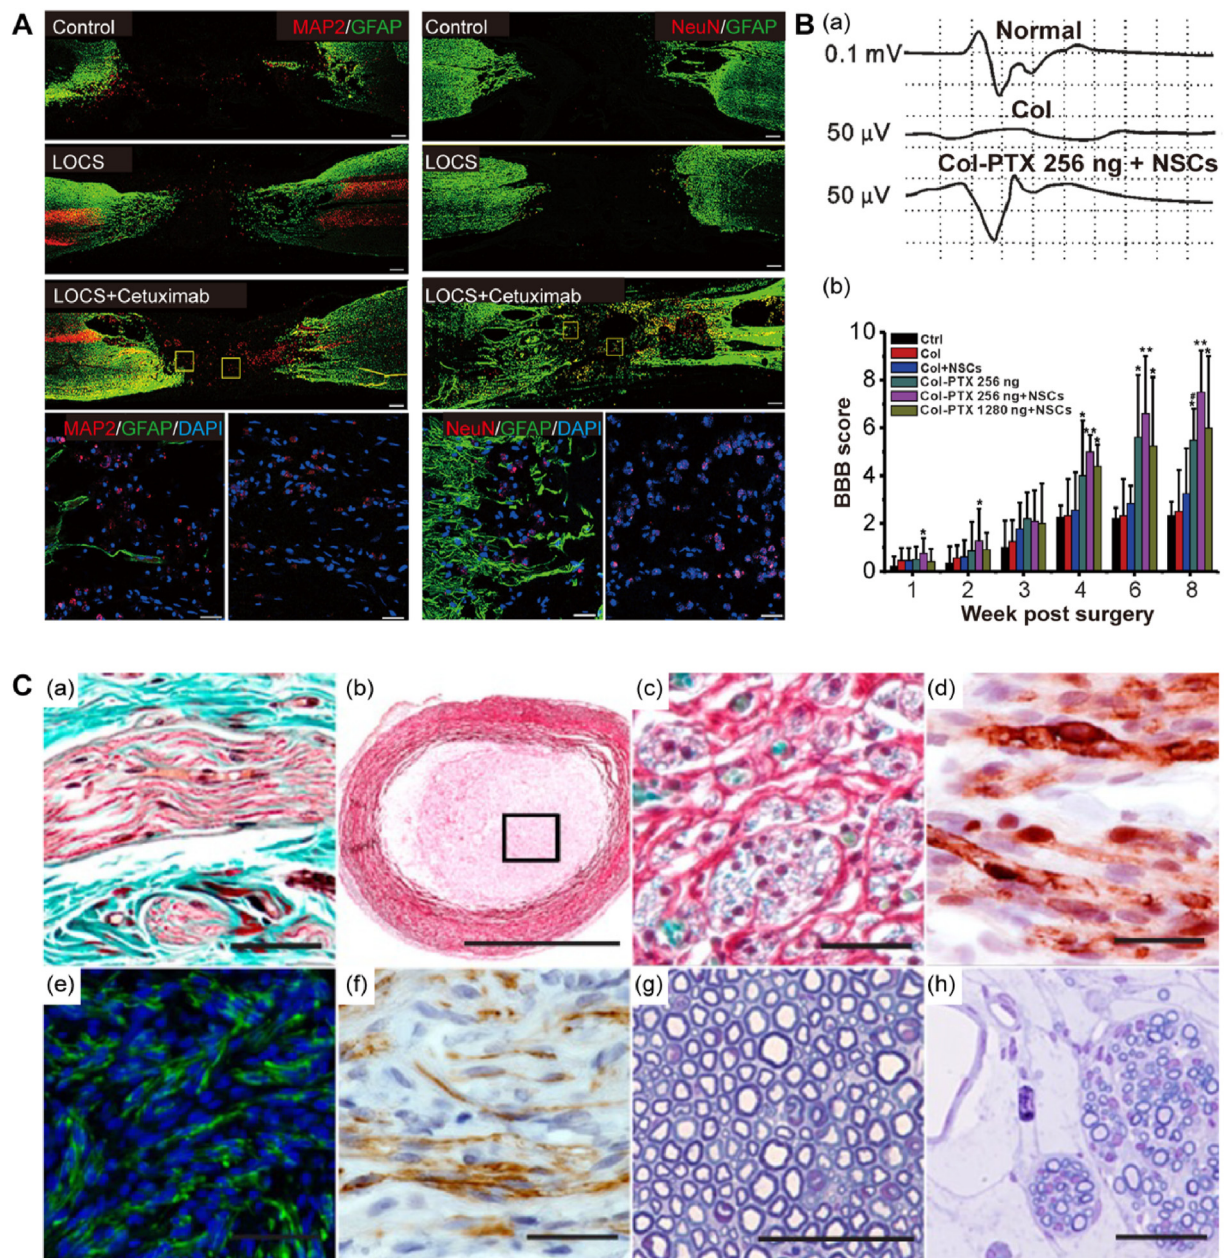 A
Control
MAP2/GFAP
Control
NeuN/GFAP
LOCS
LOCS
LOCS+Cetuximab
LOCS+Cetuximab
MAP2/GFAP/DAPI
NeuN/GFAP/DAPI
B
(a)
Normal
0.1 mV
Col
50 µV
Col-PTX 256 ng + NSCs
50 µV
(b)
10
8
6
4
2
0
BBB score
Ctrl
Col
Col+NSCs
Col-PTX 256 ng
Col-PTX 256 ng+NSCs
Col-PTX 1280 ng+NSCs
*
*
*
**
*
*
**
*
#
*
**
*
1 2 3 4 6 8
Week post surgery
C
(a)
(b)
(c)
(d)
(e)
(f)
(g)
(h)